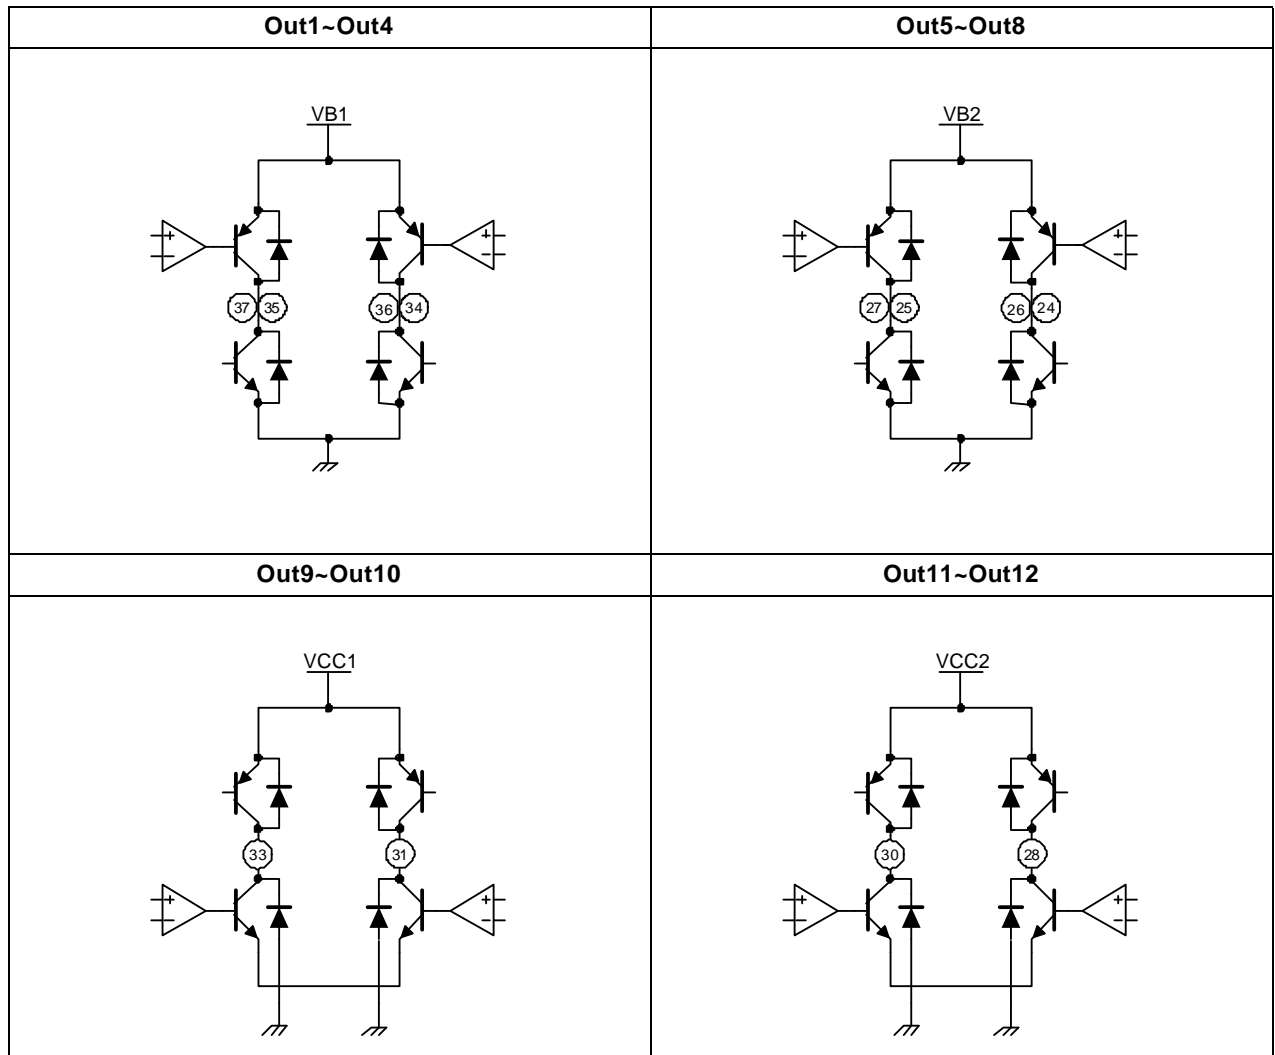 Out1~Out4
Out5~Out8
VB1
VB2
+
−
+
−
+
−
+
−
37 35 36 34
27 25 26 24
Out9~Out10
Out11~Out12
VCC1
VCC2
33 31
30 28
+
−
+
−
+
−
+
−